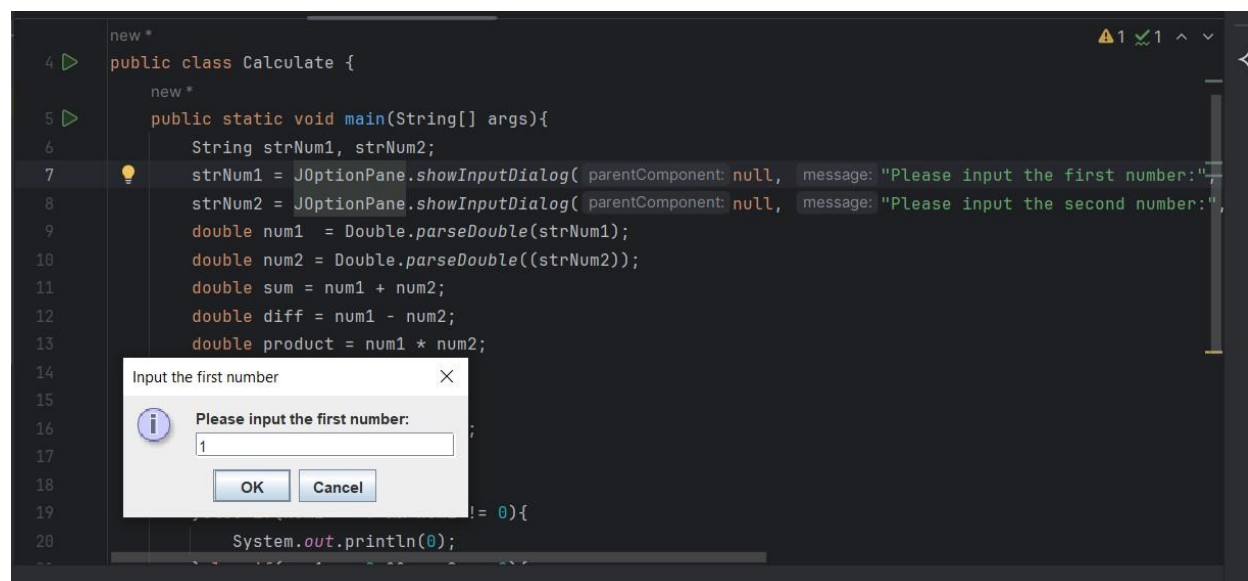 new *
1 1
4 public class Calculate {
new *
5 public static void main(String[] args){
6 String strNum1, strNum2;
7 strNum1 = JOptionPane.showInputDialog( parentComponent: null, message: "Please input the first number:",
8 strNum2 = JOptionPane.showInputDialog( parentComponent: null, message: "Please input the second number:",
9 double num1  = Double.parseDouble(strNum1);
10 double num2 = Double.parseDouble((strNum2));
11 double sum = num1 + num2;
12 double diff = num1 - num2;
13 double product = num1 * num2;
14
Input the first number
15
Please input the first number:
16 ;
1
17
18
OK Cancel
19 != 0){
20 System.out.println(0);